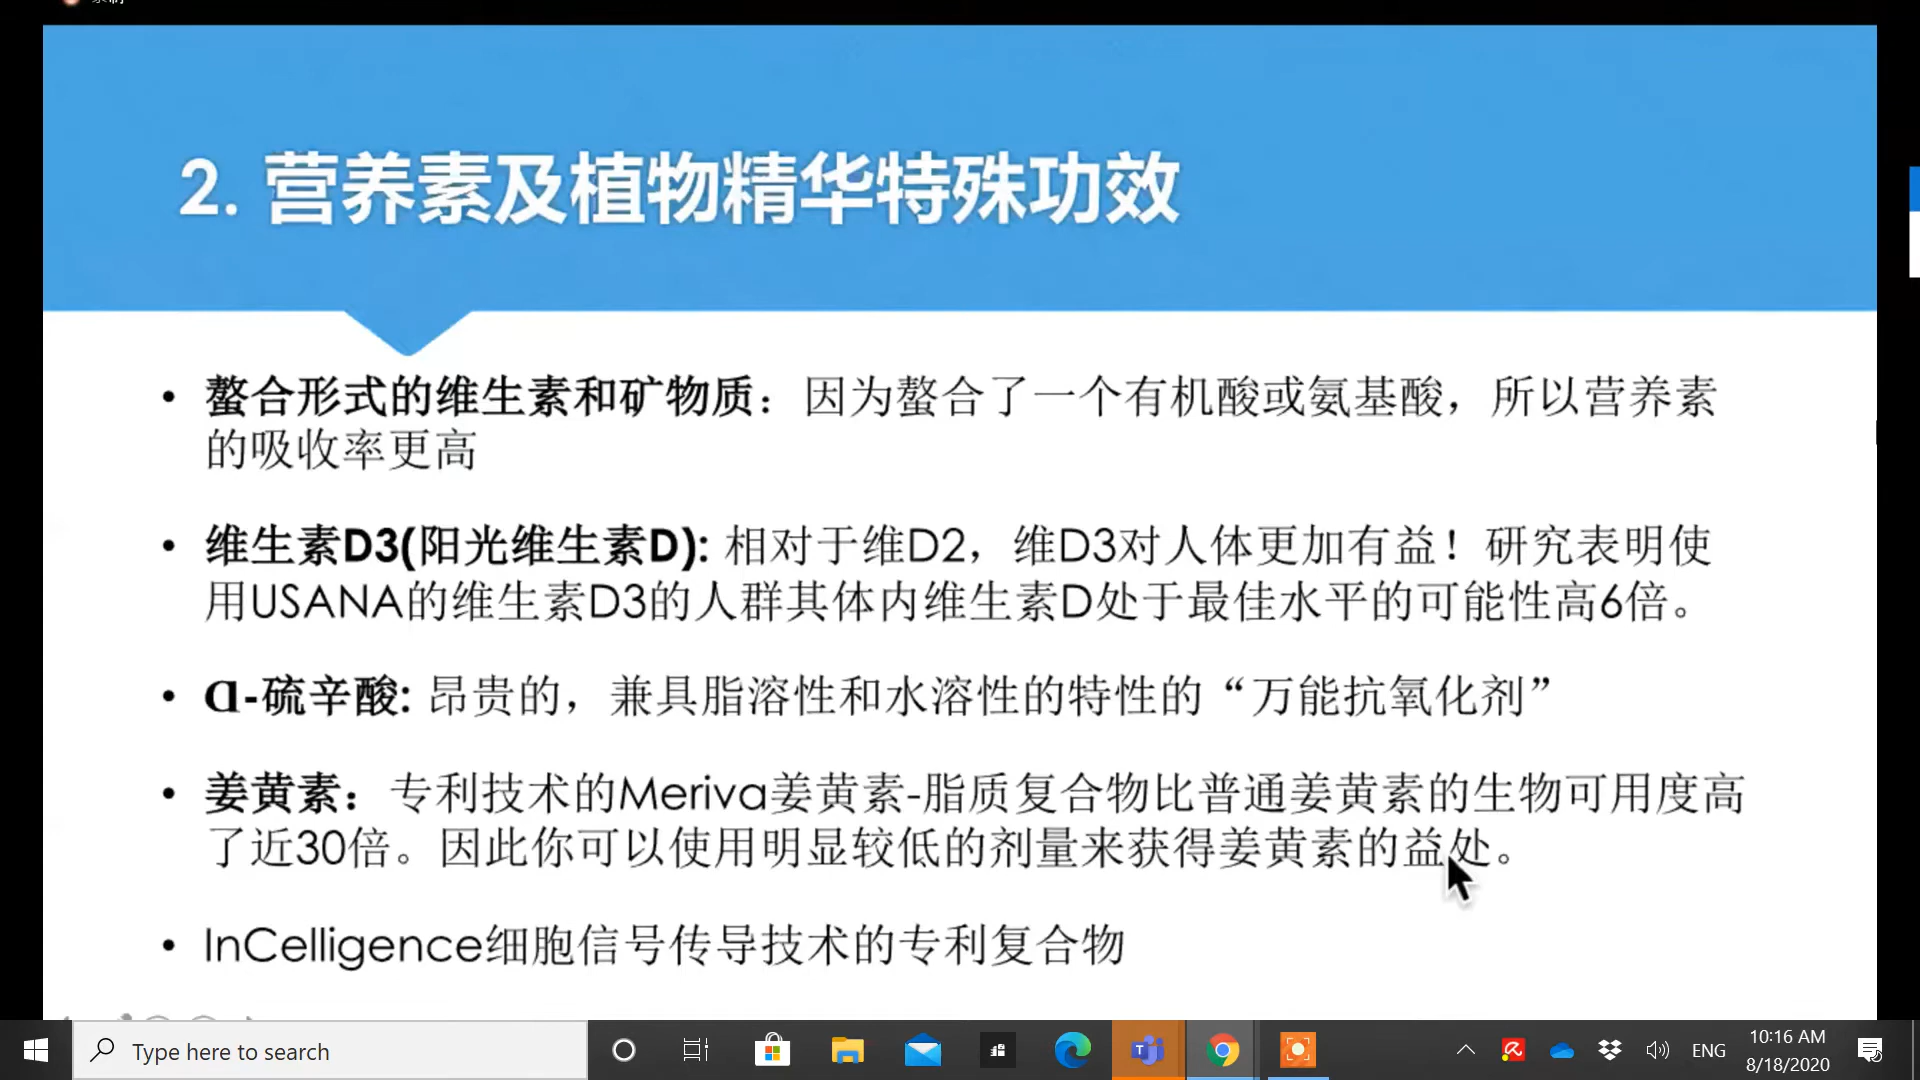 2. 营养素及植物精华特殊功效
• 螯合形式的维生素和矿物质：因为螯合了一个有机酸或氨基酸，所以营养素
的吸收率更高
• 维生素D3(阳光维生素D): 相对于维D2，维D3对人体更加有益！研究表明使
用USANA的维生素D3的人群其体内维生素D处于最佳水平的可能性高6倍。
• α-硫辛酸: 昂贵的，兼具脂溶性和水溶性的特性的“万能抗氧化剂”
• 姜黄素：专利技术的Meriva姜黄素-脂质复合物比普通姜黄素的生物可用度高
了近30倍。因此你可以使用明显较低的剂量来获得姜黄素的益处。
• InCelligence细胞信号传导技术的专利复合物
Type here to search
ENG
10:16 AM
8/18/2020